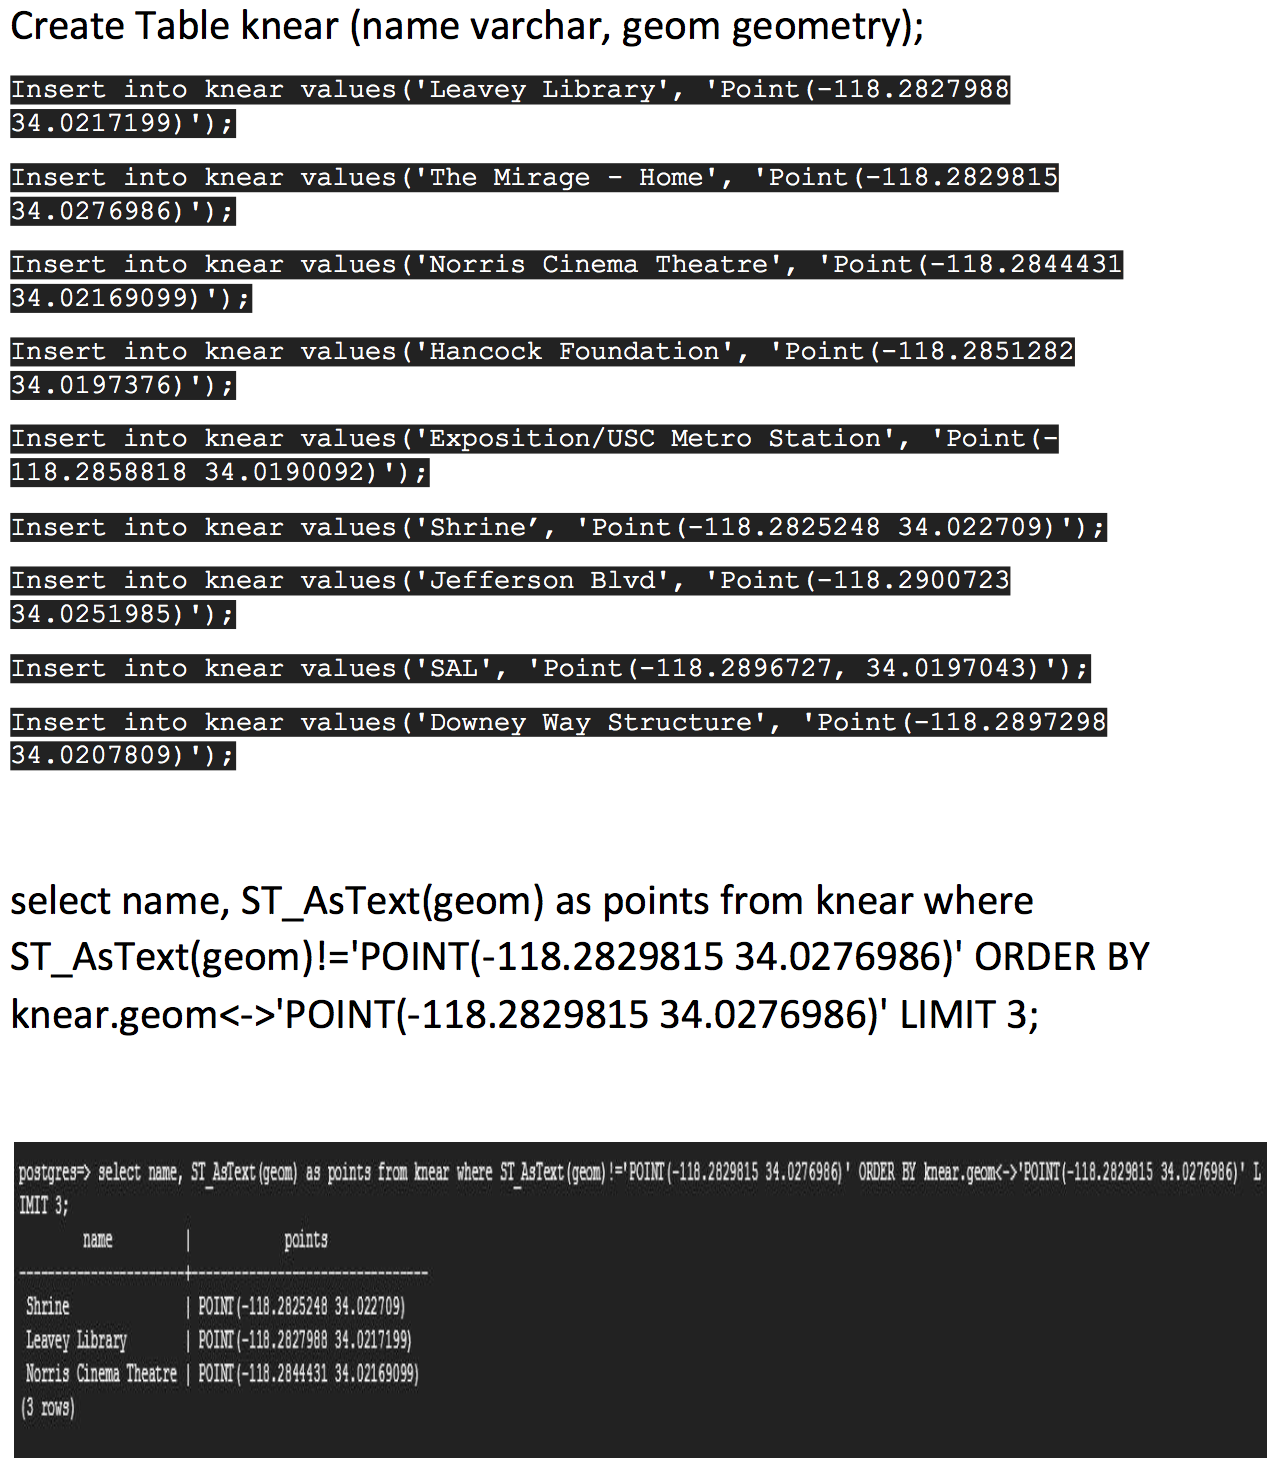 Create Table knear (name varchar, geom geometry);
Insert into knear values('Leavey Library', 'Point(-118.2827988
34.0217199)');
Insert into knear values('The Mirage - Home', 'Point(-118.2829815
34.0276986)');
Insert into knear values('Norris Cinema Theatre', 'Point(-118.2844431
34.02169099)');
Insert into knear values('Hancock Foundation', 'Point(-118.2851282
34.0197376)');
Insert into knear values('Exposition/USC Metro Station', 'Point(-
118.2858818 34.0190092)');
Insert into knear values('Shrine’, 'Point(-118.2825248 34.022709)');
Insert into knear values('Jefferson Blvd', 'Point(-118.2900723
34.0251985)');
Insert into knear values('SAL', 'Point(-118.2896727, 34.0197043)');
Insert into knear values('Downey Way Structure', 'Point(-118.2897298
34.0207809)');
select name, ST_AsText(geom) as points from knear where
ST_AsText(geom)!='POINT(-118.2829815 34.0276986)' ORDER BY
knear.geom<->'POINT(-118.2829815 34.0276986)' LIMIT 3;
postgres=> select name, ST_AsText(geom) as points from knear where ST_AsText(geom)!='POINT(-118.2829815 34.0276986)' ORDER BY knear.geom<->'POINT(-118.2829815 34.0276986)' L
IMIT 3;
name | points
-----------------------+--------------------------------
Shrine | POINT(-118.2825248 34.022709)
Leavey Library | POINT(-118.2827988 34.0217199)
Norris Cinema Theatre | POINT(-118.2844431 34.02169099)
(3 rows)